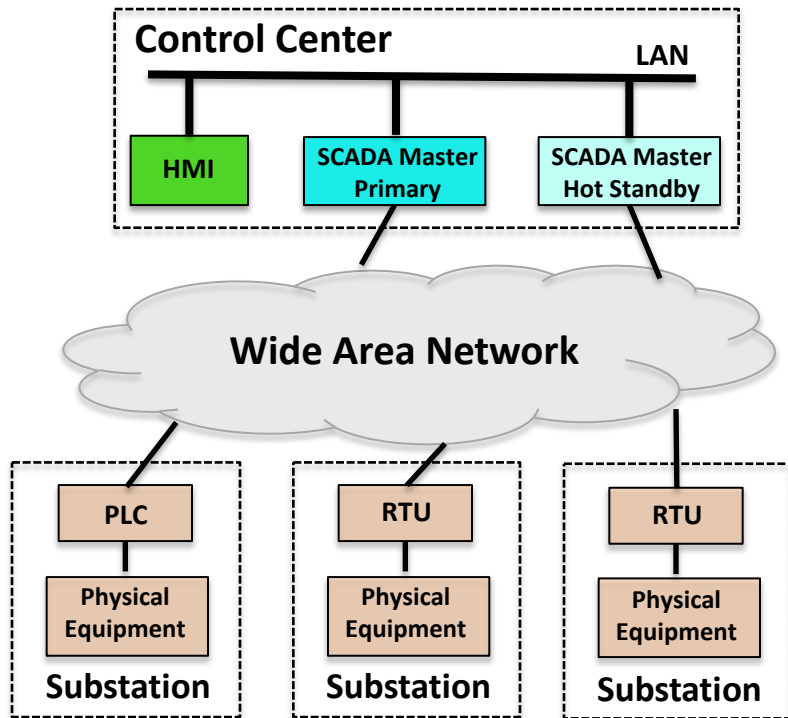 Control Center
LAN
HMI
SCADA Master
Primary
SCADA Master
Hot Standby
Wide Area Network
PLC
RTU
RTU
Physical
Equipment
Physical
Equipment
Physical
Equipment
Substation
Substation
Substation